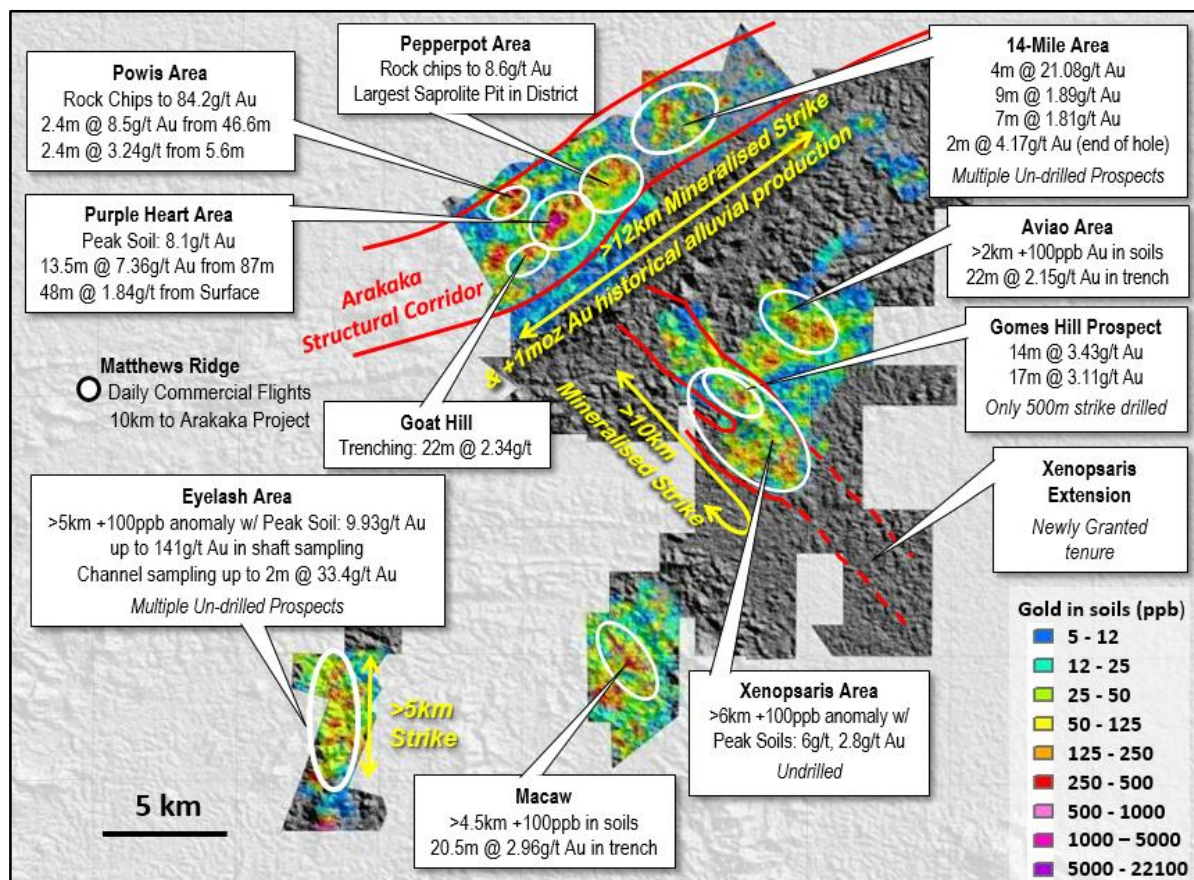 Powis Area
Rock Chips to 84.2g/t Au
2.4m @ 8.5g/t Au from 46.6m
2.4m @ 3.24g/t from 5.6m
Pepperpot Area
Rock chips to 8.6g/t Au
Largest Saprolite Pit in District
14-Mile Area
4m @ 21.08g/t Au
9m @ 1.89g/t Au
7m @ 1.81g/t Au
2m @ 4.17g/t Au (end of hole)
Multiple Un-drilled Prospects
Purple Heart Area
Peak Soil: 8.1g/t Au
13.5m @ 7.36g/t Au from 87m
48m @ 1.84g/t from Surface
Arakaka
Structural Corridor
>12km Mineralised Strike
& +1moz Au historical alluvial production
Aviao Area
>2km +100ppb Au in soils
22m @ 2.15g/t Au in trench
Gomes Hill Prospect
14m @ 3.43g/t Au
17m @ 3.11g/t Au
Only 500m strike drilled
Matthews Ridge
Daily Commercial Flights
10km to Arakaka Project
Goat Hill
Trenching: 22m @ 2.34g/t
>10km
Mineralised Strike
Xenopsaris
Extension
Newly Granted
tenure
Eyelash Area
>5km +100ppb anomaly w/ Peak Soil: 9.93g/t Au
up to 141g/t Au in shaft sampling
Channel sampling up to 2m @ 33.4g/t Au
Multiple Un-drilled Prospects
>5km
Strike
Macaw
>4.5km +100ppb in soils
20.5m @ 2.96g/t Au in trench
Xenopsaris Area
>6km +100ppb anomaly w/
Peak Soils: 6g/t, 2.8g/t Au
Undrilled
5 km
Gold in soils (ppb)
5 - 12
12 - 25
25 - 50
50 - 125
125 - 250
250 - 500
500 - 1000
1000 – 5000
5000 - 22100